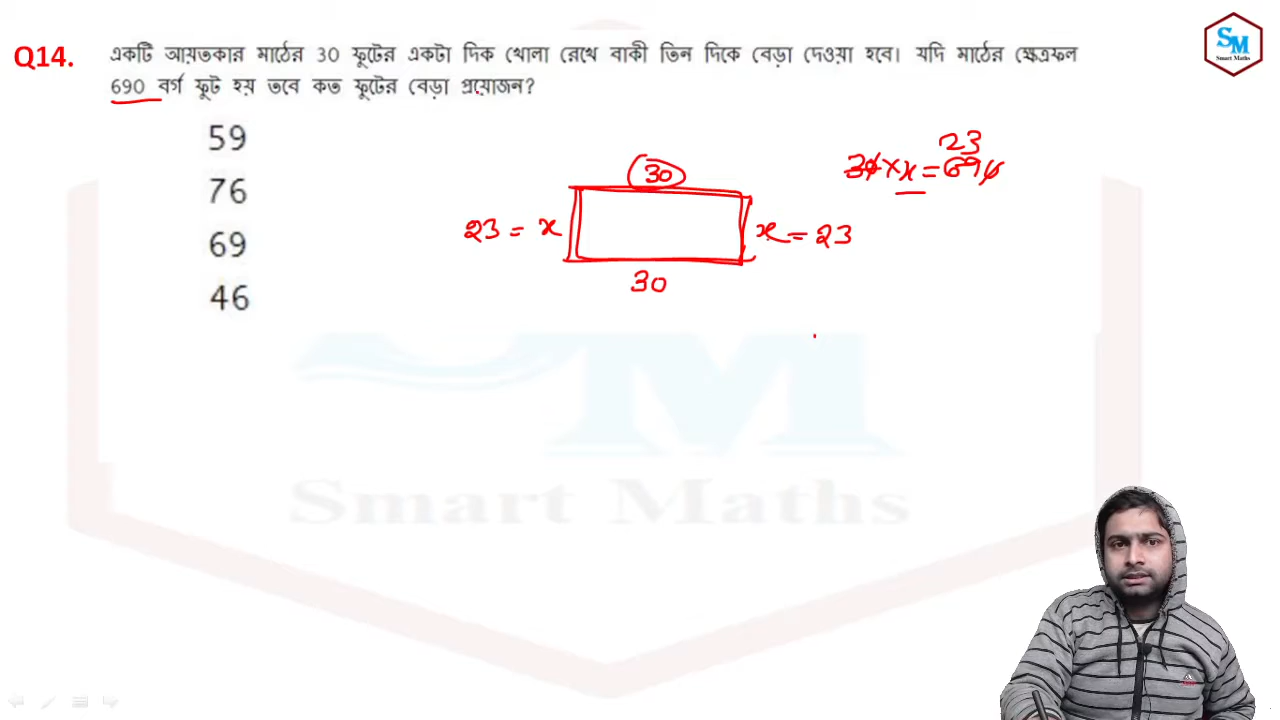 Q14. একটি আয়তকার মাঠের 30 ফুটের একটা দিক খোলা রেখে বাকী তিন দিকে বেড়া দেওয়া হবে। যদি মাঠের ক্ষেত্রফল
690 বর্গ ফুট হয় তবে কত ফুটের বেড়া প্রয়োজন?
SM
Smart Maths
59
76
69
46
30
23 = x
x = 23
30
23
30 × x = 690
Smart Maths